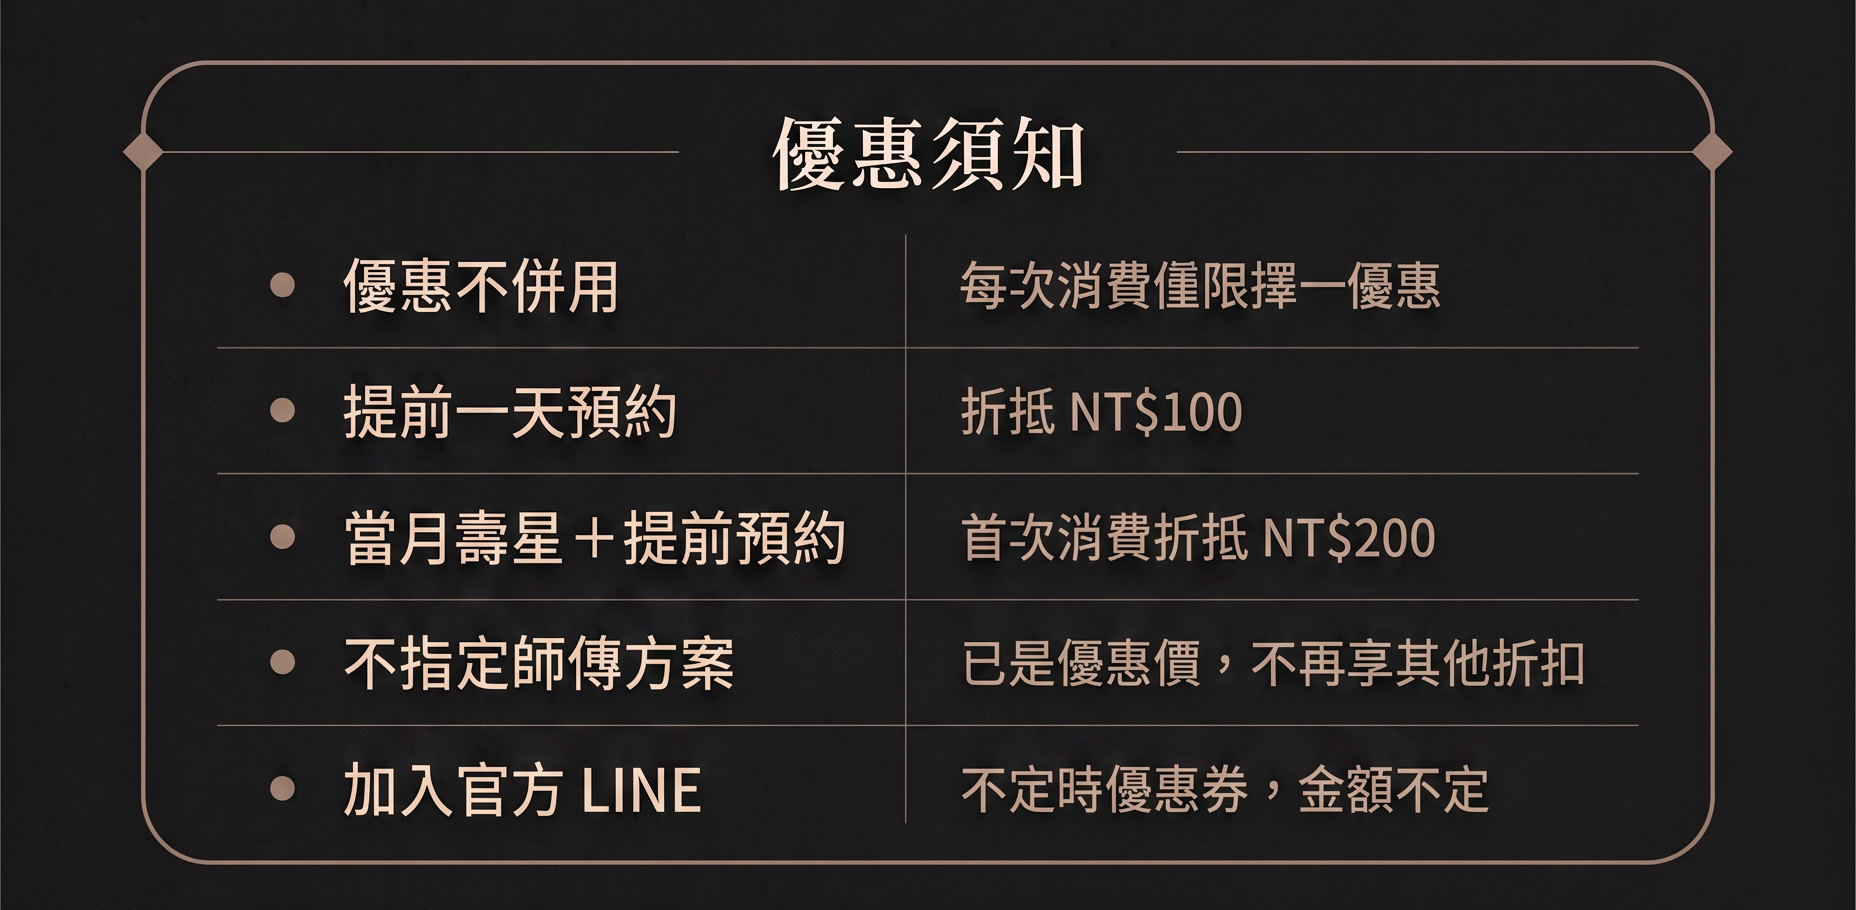 優惠須知
優惠不併用
每次消費僅限擇一優惠
提前一天預約
折抵 NT$100
當月壽星＋提前預約
首次消費折抵 NT$200
不指定師傅方案
已是優惠價，不再享其他折扣
加入官方 LINE
不定時優惠券，金額不定